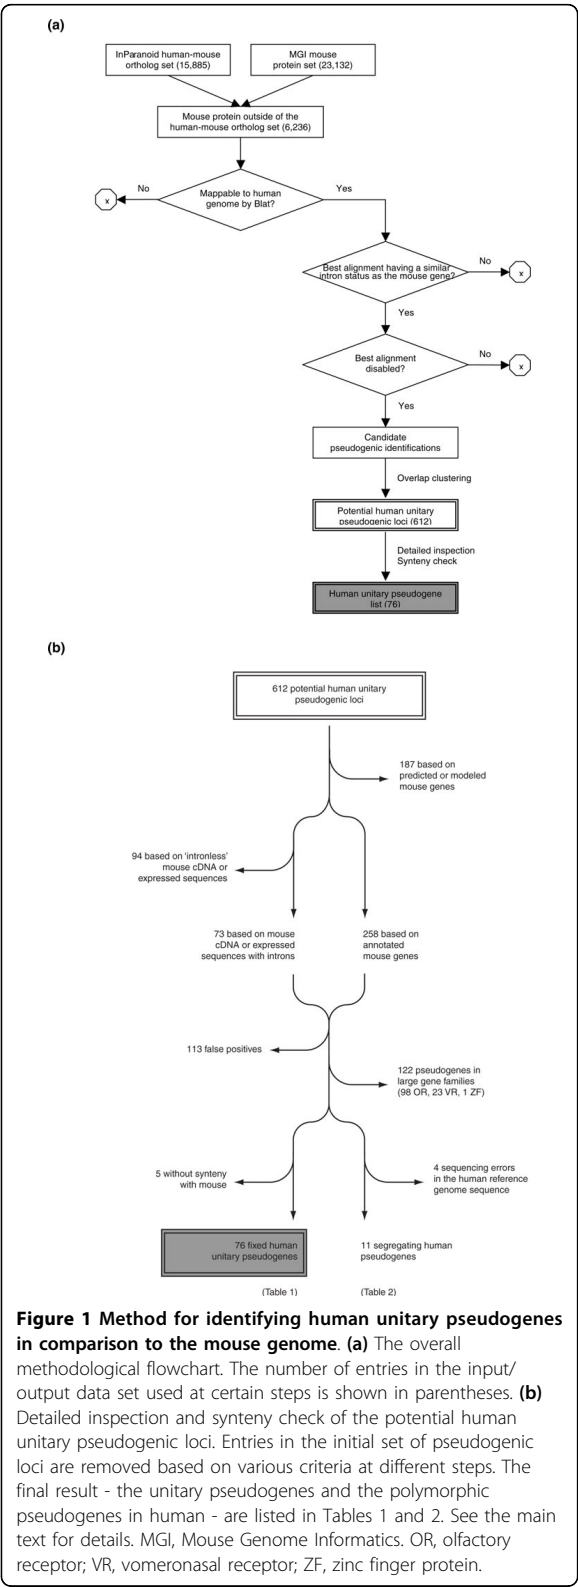 (a)
InParanoid human-mouse
ortholog set (15,885)
MGI mouse
protein set (23,132)
Mouse protein outside of the
human-mouse ortholog set (6,236)
Mappable to human
genome by Blat?
No
x
Yes
Best alignment having a similar
intron status as the mouse gene?
No
x
Yes
Best alignment
disabled?
No
x
Yes
Candidate
pseudogenic identifications
Overlap clustering
Potential human unitary
pseudogenic loci (612)
Detailed inspection
Synteny check
Human unitary pseudogene
list (76)
(b)
612 potential human unitary
pseudogenic loci
187 based on
predicted or modeled
mouse genes
94 based on 'intronless'
mouse cDNA or
expressed sequences
73 based on mouse
cDNA or expressed
sequences with introns
258 based on
annotated
mouse genes
113 false positives
122 pseudogenes in
large gene families
(98 OR, 23 VR, 1 ZF)
5 without synteny
with mouse
4 sequencing errors
in the human reference
genome sequence
76 fixed human
unitary pseudogenes
11 segregating human
pseudogenes
(Table 1)
(Table 2)
Figure 1 Method for identifying human unitary pseudogenes
in comparison to the mouse genome. (a) The overall
methodological flowchart. The number of entries in the input/
output data set used at certain steps is shown in parentheses. (b)
Detailed inspection and synteny check of the potential human
unitary pseudogenic loci. Entries in the initial set of pseudogenic
loci are removed based on various criteria at different steps. The
final result - the unitary pseudogenes and the polymorphic
pseudogenes in human - are listed in Tables 1 and 2. See the main
text for details. MGI, Mouse Genome Informatics. OR, olfactory
receptor; VR, vomeronasal receptor; ZF, zinc finger protein.